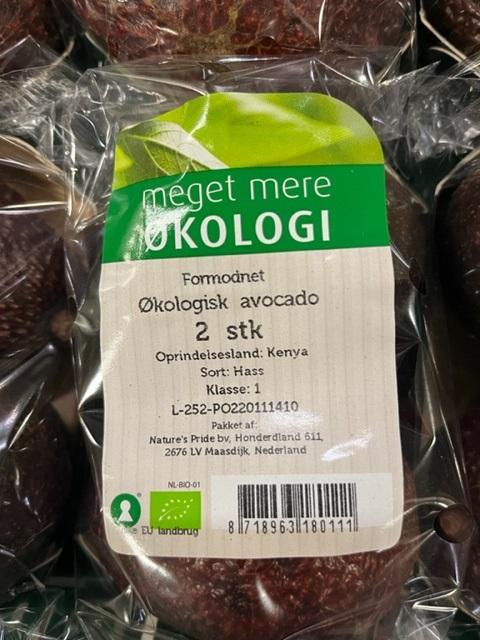 meget mere
ØKOLOGI
Formodnet
Økologisk avocado
2 stk
Oprindelsesland: Kenya
Sort: Hass
Klasse: 1
L-252-PO220111410
Pakket af:
Nature's Pride bv, Honderdland 611,
2676 LV Maasdijk, Nederland
NL-BIO-01
EU landbrug
8 718963 180111